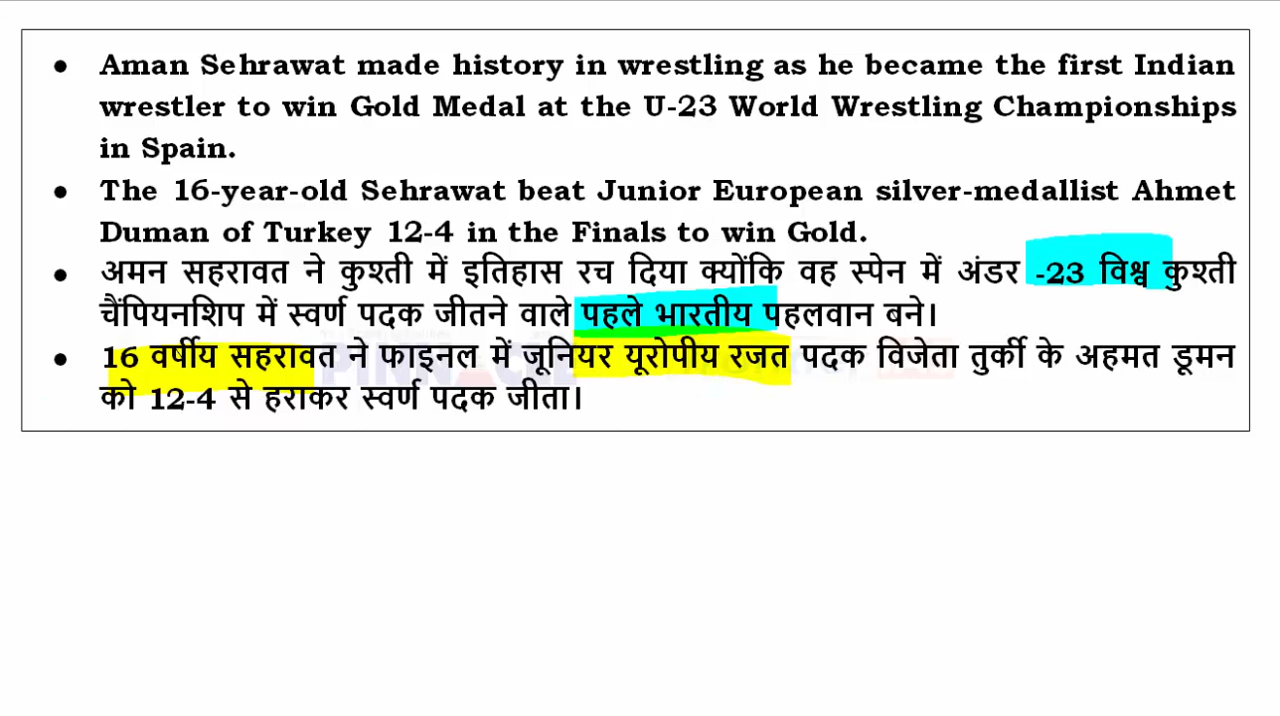 ● Aman Sehrawat made history in wrestling as he became the first Indian
wrestler to win Gold Medal at the U-23 World Wrestling Championships
in Spain.
● The 16-year-old Sehrawat beat Junior European silver-medallist Ahmet
Duman of Turkey 12-4 in the Finals to win Gold.
● अमन सहरावत ने कुश्ती में इतिहास रच दिया क्योंकि वह स्पेन में अंडर -23 विश्व कुश्ती
चैंपियनशिप में स्वर्ण पदक जीतने वाले पहले भारतीय पहलवान बने।
● 16 वर्षीय सहरावत ने फाइनल में जूनियर यूरोपीय रजत पदक विजेता तुर्की के अहमत डूमन
को 12-4 से हराकर स्वर्ण पदक जीता।